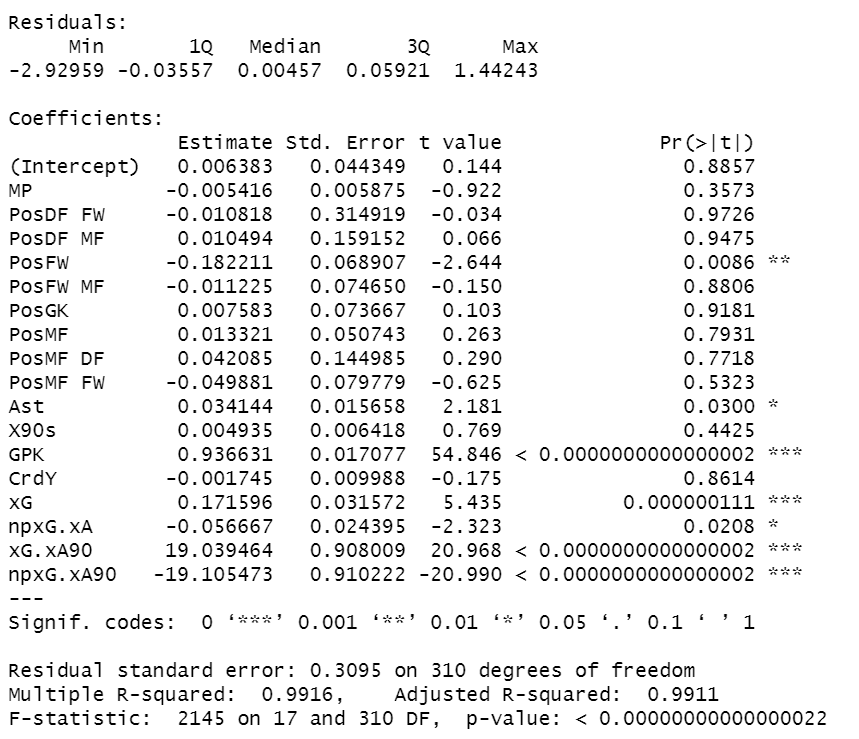 Residuals:
     Min       1Q   Median       3Q      Max
-2.92959 -0.03557  0.00457  0.05921  1.44243

Coefficients:
              Estimate Std. Error t value             Pr(>|t|)
(Intercept)   0.006383   0.044349   0.144               0.8857
MP           -0.005416   0.005875  -0.922               0.3573
PosDF FW     -0.010818   0.314919  -0.034               0.9726
PosDF MF      0.010494   0.159152   0.066               0.9475
PosFW        -0.182211   0.068907  -2.644               0.0086 **
PosFW MF     -0.011225   0.074650  -0.150               0.8806
PosGK         0.007583   0.073667   0.103               0.9181
PosMF         0.013321   0.050743   0.263               0.7931
PosMF DF      0.042085   0.144985   0.290               0.7718
PosMF FW     -0.049881   0.079779  -0.625               0.5323
Ast           0.034144   0.015658   2.181               0.0300 *
X90s          0.004935   0.006418   0.769               0.4425
GPK           0.936631   0.017077  54.846 < 0.0000000000000002 ***
CrdY         -0.001745   0.009988  -0.175               0.8614
xG            0.171596   0.031572   5.435          0.000000111 ***
npxG.xA      -0.056667   0.024395  -2.323               0.0208 *
xG.xA90      19.039464   0.908009  20.968 < 0.0000000000000002 ***
npxG.xA90   -19.105473   0.910222 -20.990 < 0.0000000000000002 ***
---
Signif. codes:  0 ‘***’ 0.001 ‘**’ 0.01 ‘*’ 0.05 ‘.’ 0.1 ‘ ’ 1

Residual standard error: 0.3095 on 310 degrees of freedom
Multiple R-squared:  0.9916,    Adjusted R-squared:  0.9911
F-statistic:  2145 on 17 and 310 DF,  p-value: < 0.00000000000000022